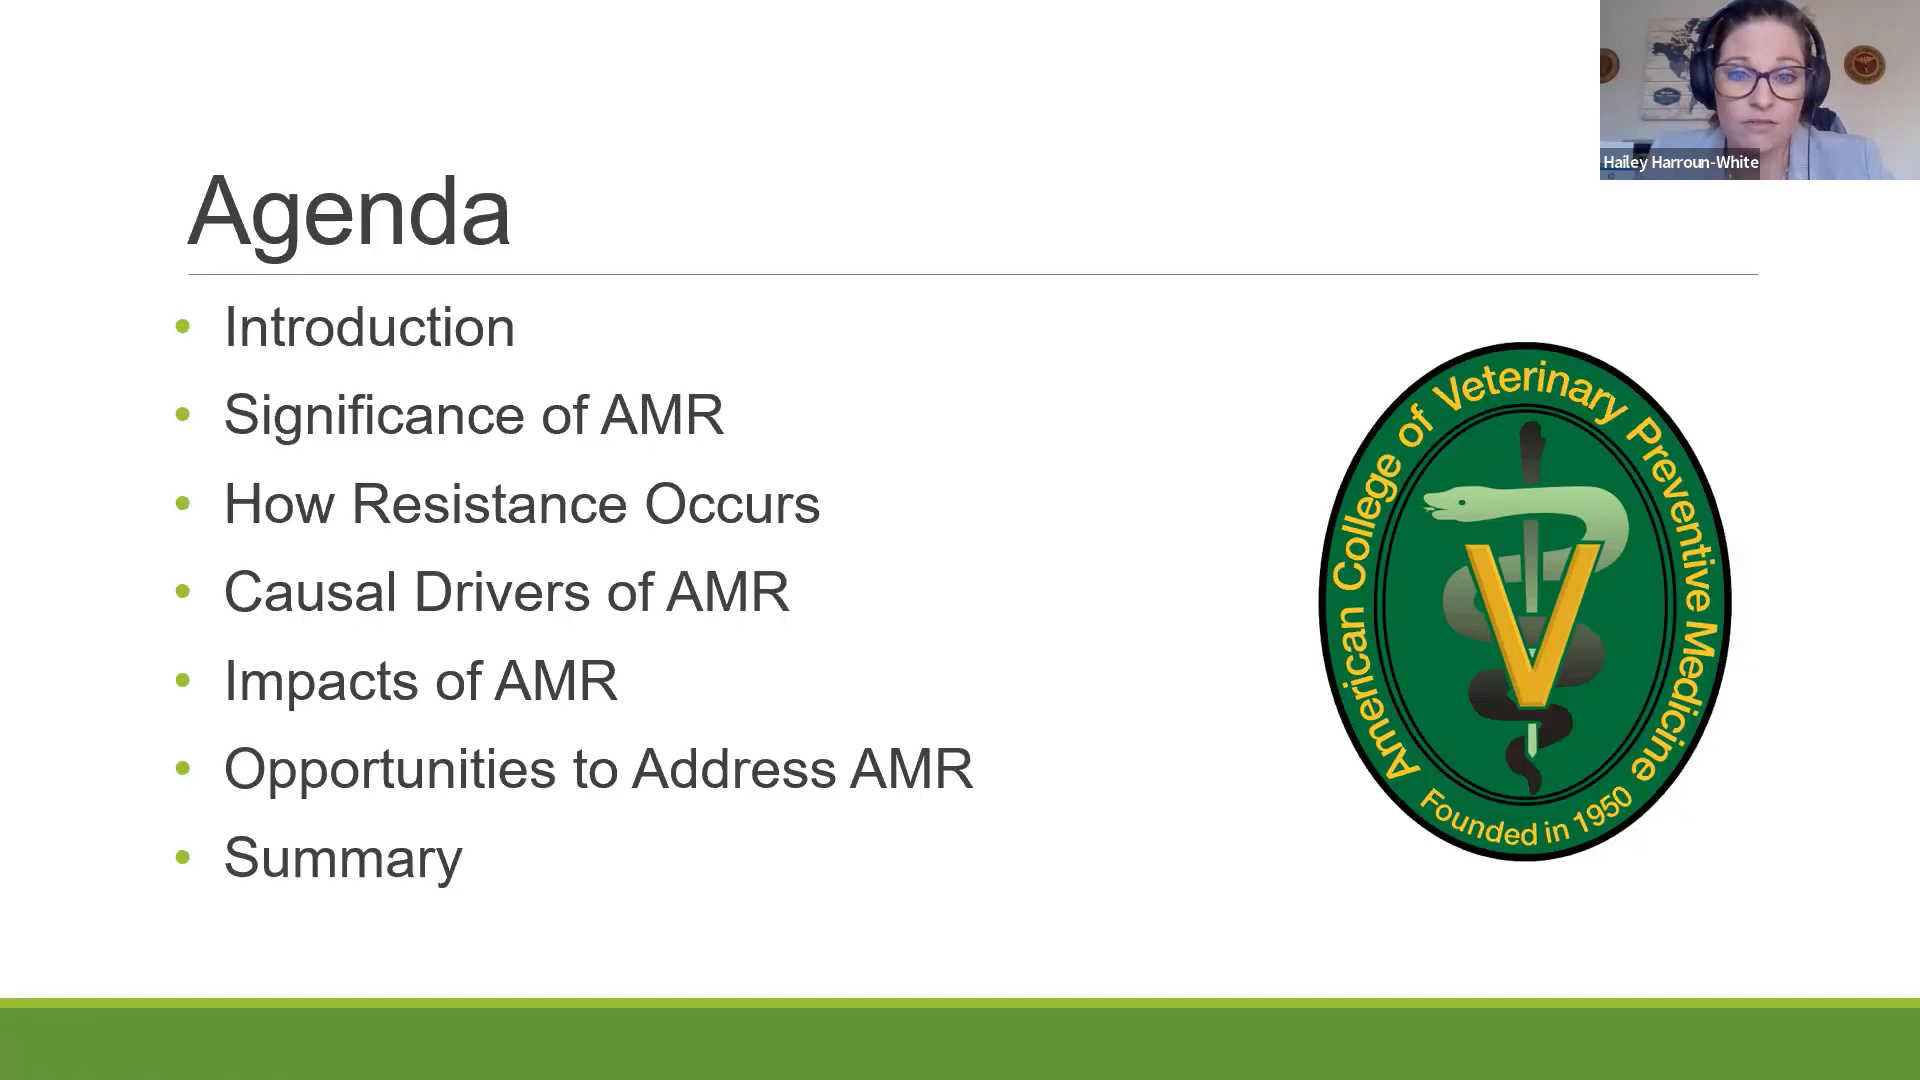 Hailey Harroun-White
Agenda
• Introduction
• Significance of AMR
• How Resistance Occurs
• Causal Drivers of AMR
• Impacts of AMR
• Opportunities to Address AMR
• Summary
American College of Veterinary Preventive Medicine
V
Founded in 1950